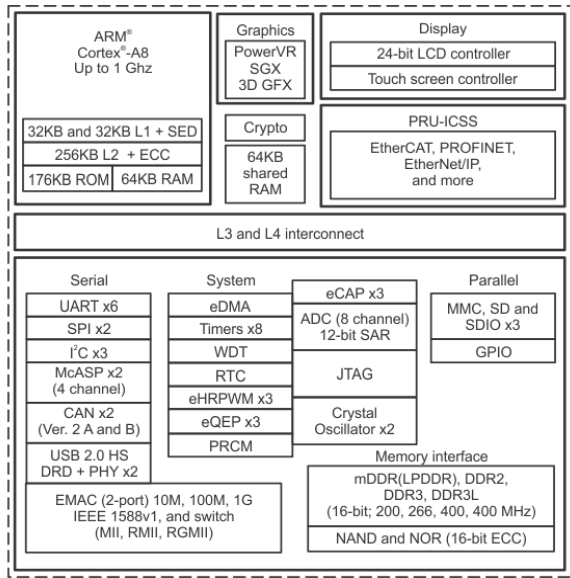 ARM®
Cortex®-A8
Up to 1 Ghz
32KB and 32KB L1 + SED
256KB L2 + ECC
176KB ROM
64KB RAM
Graphics
PowerVR
SGX
3D GFX
Crypto
64KB
shared
RAM
Display
24-bit LCD controller
Touch screen controller
PRU-ICSS
EtherCAT, PROFINET,
EtherNet/IP,
and more
L3 and L4 interconnect
Serial
UART x6
SPI x2
I²C x3
McASP x2
(4 channel)
CAN x2
(Ver. 2 A and B)
USB 2.0 HS
DRD + PHY x2
EMAC (2-port) 10M, 100M, 1G
IEEE 1588v1, and switch
(MII, RMII, RGMII)
System
eDMA
Timers x8
WDT
RTC
eHRPWM x3
eQEP x3
PRCM
eCAP x3
ADC (8 channel)
12-bit SAR
JTAG
Crystal
Oscillator x2
Parallel
MMC, SD and
SDIO x3
GPIO
Memory interface
mDDR(LPDDR), DDR2,
DDR3, DDR3L
(16-bit; 200, 266, 400, 400 MHz)
NAND and NOR (16-bit ECC)